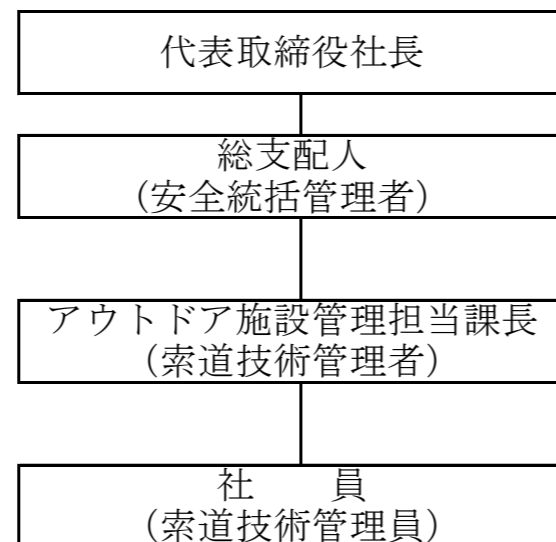 代表取締役社長
総支配人
(安全統括管理者)
アウトドア施設管理担当課長
(索道技術管理者)
社　　員
(索道技術管理員)